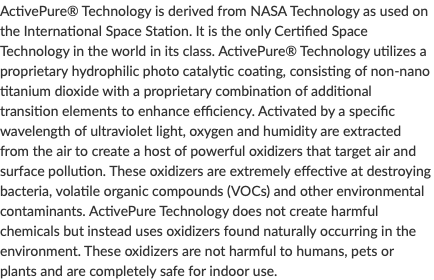 ActivePure® Technology is derived from NASA Technology as used on
the International Space Station. It is the only Certified Space
Technology in the world in its class. ActivePure® Technology utilizes a
proprietary hydrophilic photo catalytic coating, consisting of non-nano
titanium dioxide with a proprietary combination of additional
transition elements to enhance efficiency. Activated by a specific
wavelength of ultraviolet light, oxygen and humidity are extracted
from the air to create a host of powerful oxidizers that target air and
surface pollution. These oxidizers are extremely effective at destroying
bacteria, volatile organic compounds (VOCs) and other environmental
contaminants. ActivePure Technology does not create harmful
chemicals but instead uses oxidizers found naturally occurring in the
environment. These oxidizers are not harmful to humans, pets or
plants and are completely safe for indoor use.